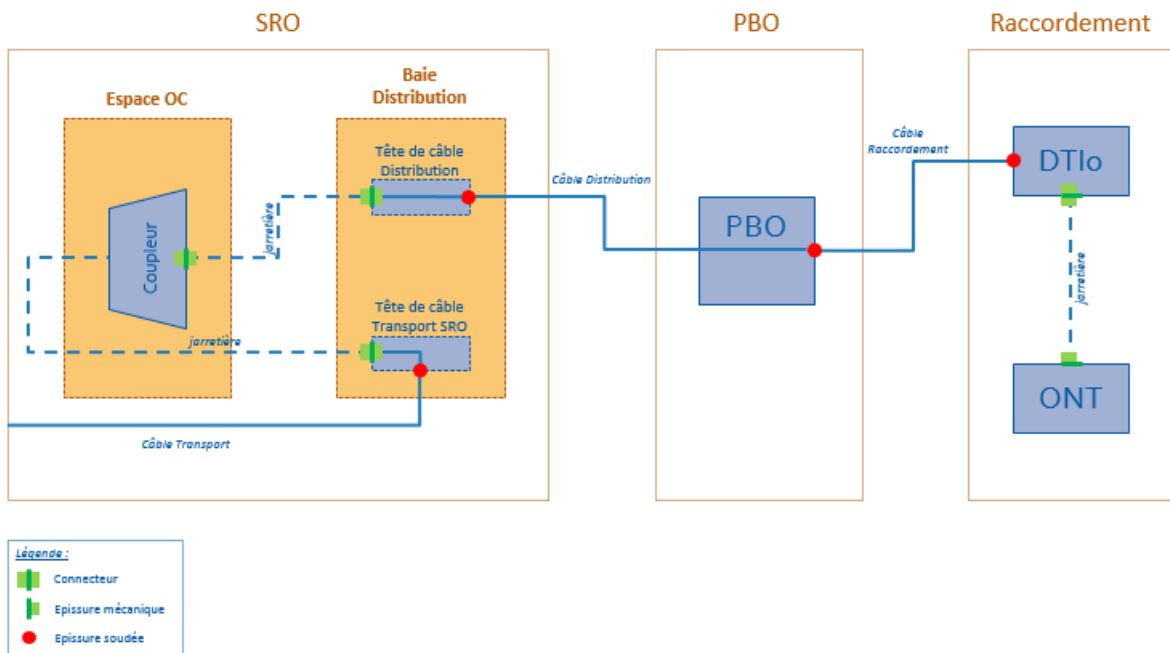 SRO
PBO
Raccordement
Espace OC
Baie
Distribution
Tête de câble
Distribution
Câble
Raccordement
DTIo
Câble Distribution
jarretière
PBO
Coupleur
jarretière
Tête de câble
Transport SRO
jarretière
ONT
Câble Transport
Légende :
Connecteur
Epissure mécanique
Epissure soudée